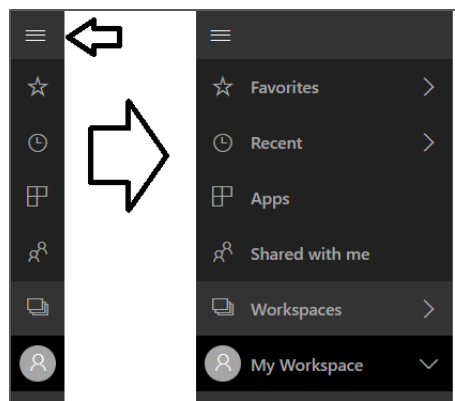 Favorites
Recent
Apps
Shared with me
Workspaces
My Workspace